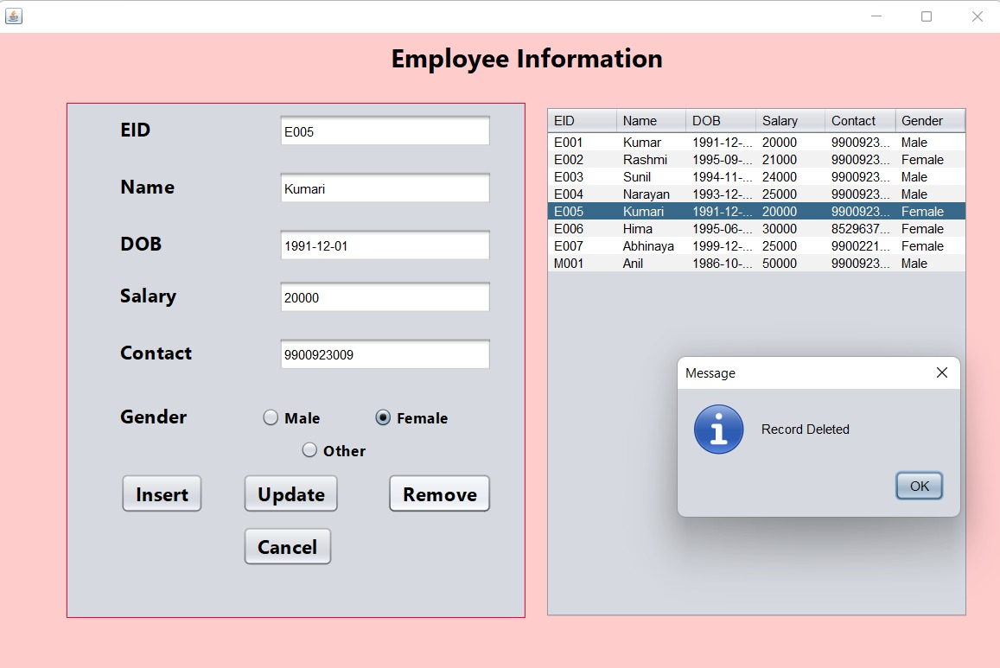 Employee Information
EID
E005
Name
Kumari
DOB
1991-12-01
Salary
20000
Contact
9900923009
Gender
Male
Female
Other
Insert
Update
Remove
Cancel
EID Name DOB Salary Contact Gender
E001 Kumar 1991-12-... 20000 9900923... Male
E002 Rashmi 1995-09-... 21000 9900923... Female
E003 Sunil 1994-11-... 24000 9900923... Male
E004 Narayan 1993-12-... 25000 9900923... Male
E005 Kumari 1991-12-... 20000 9900923... Female
E006 Hima 1995-06-... 30000 8529637... Female
E007 Abhinaya 1999-12-... 25000 9900221... Female
M001 Anil 1986-10-... 50000 9900923... Male
Message
Record Deleted
OK